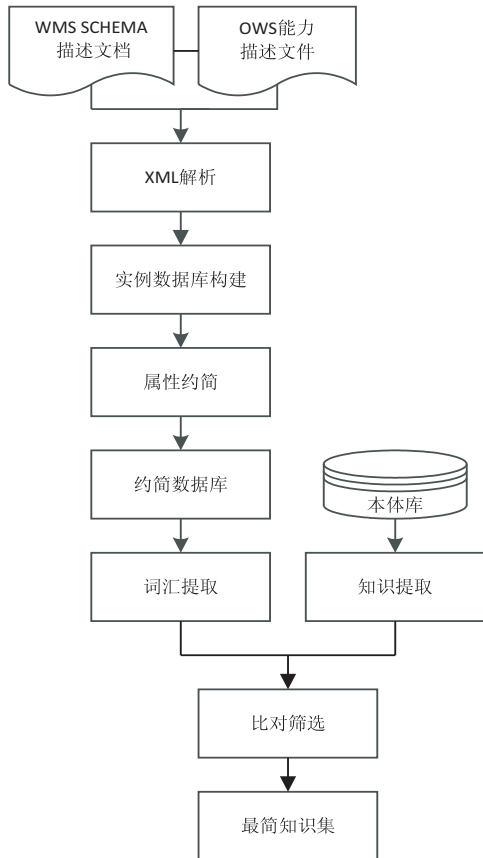 WMS SCHEMA
描述文档
OWS能力
描述文件
XML解析
实例数据库构建
属性约简
约简数据库
本体库
词汇提取
知识提取
比对筛选
最简知识集